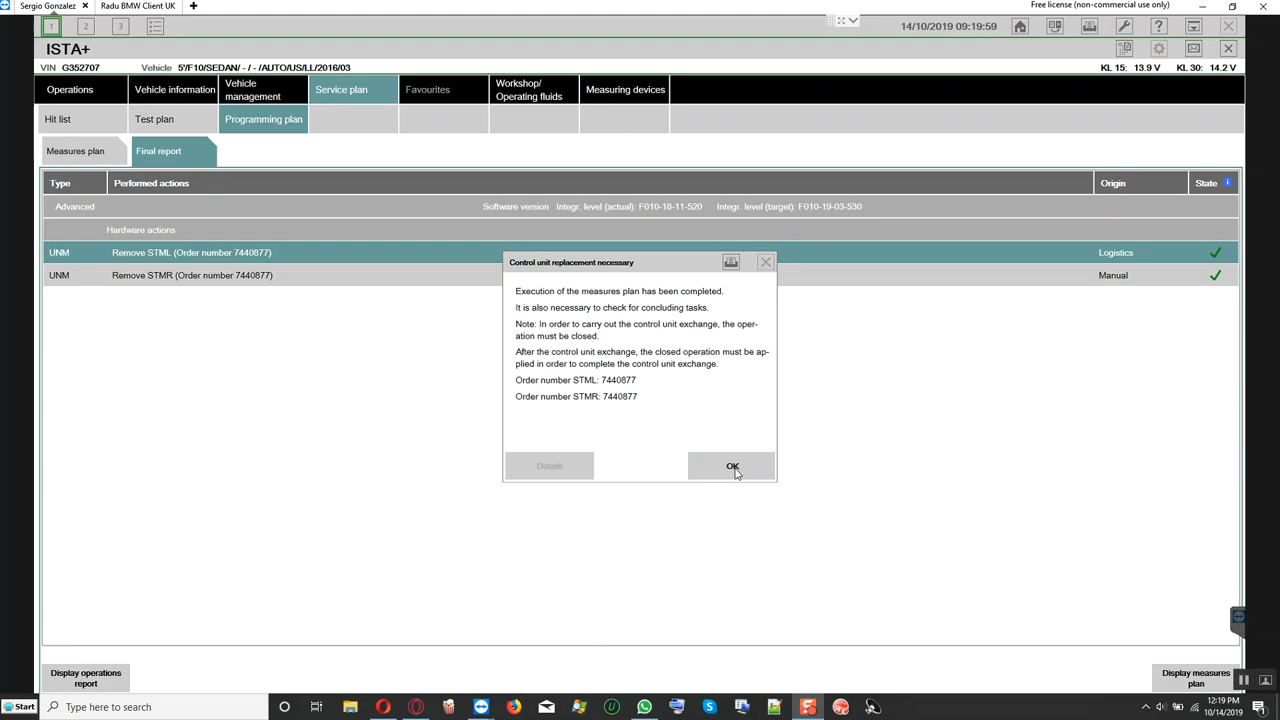 Sergio Gonzalez
Radu BMW Client UK
Free license (non-commercial use only)
1
2
3
14/10/2019 09:19:59
ISTA+
VIN G352707 Vehicle 5'/F10/SEDAN/ - / - /AUTO/US/LL/2016/03
KL 15: 13.9 V KL 30: 14.2 V
Operations
Vehicle information
Vehicle
management
Service plan
Favourites
Workshop/
Operating fluids
Measuring devices
Hit list
Test plan
Programming plan
Measures plan
Final report
Type
Performed actions
Origin
State
Advanced
Software version Integr. level (actual): F010-18-11-520 Integr. level (target): F010-19-03-530
Hardware actions
UNM Remove STML (Order number 7440877) Logistics
UNM Remove STMR (Order number 7440877) Manual
Control unit replacement necessary
Execution of the measures plan has been completed.
It is also necessary to check for concluding tasks.
Note: In order to carry out the control unit exchange, the oper-
ation must be closed.
After the control unit exchange, the closed operation must be ap-
plied in order to complete the control unit exchange.
Order number STML: 7440877
Order number STMR: 7440877
Details
OK
Display operations
report
Display measures
plan
Start
Type here to search
12:19 PM
10/14/2019